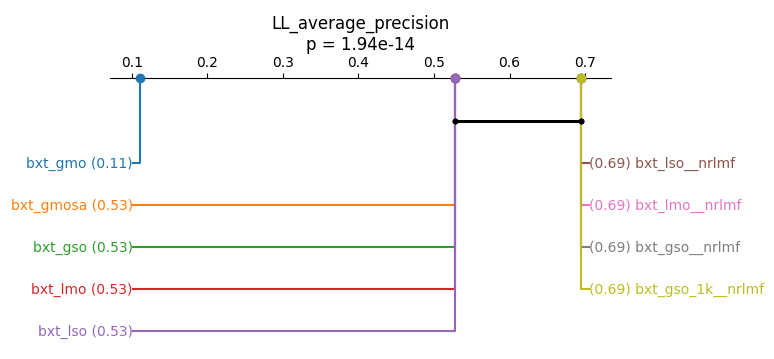 LL_average_precision
p = 1.94e-14
0.1 0.2 0.3 0.4 0.5 0.6 0.7
bxt_gmo (0.11) (0.69) bxt_lso__nrlmf
bxt_gmosa (0.53) (0.69) bxt_lmo__nrlmf
bxt_gso (0.53) (0.69) bxt_gso__nrlmf
bxt_lmo (0.53) (0.69) bxt_gso_1k__nrlmf
bxt_lso (0.53)